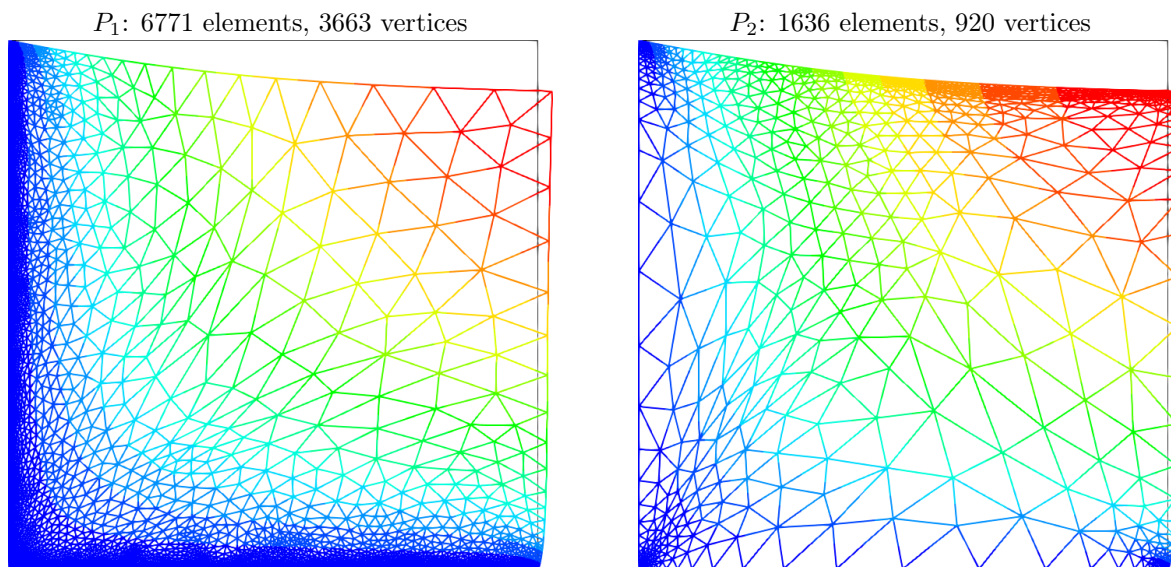 P₁: 6771 elements, 3663 vertices
P₂: 1636 elements, 920 vertices